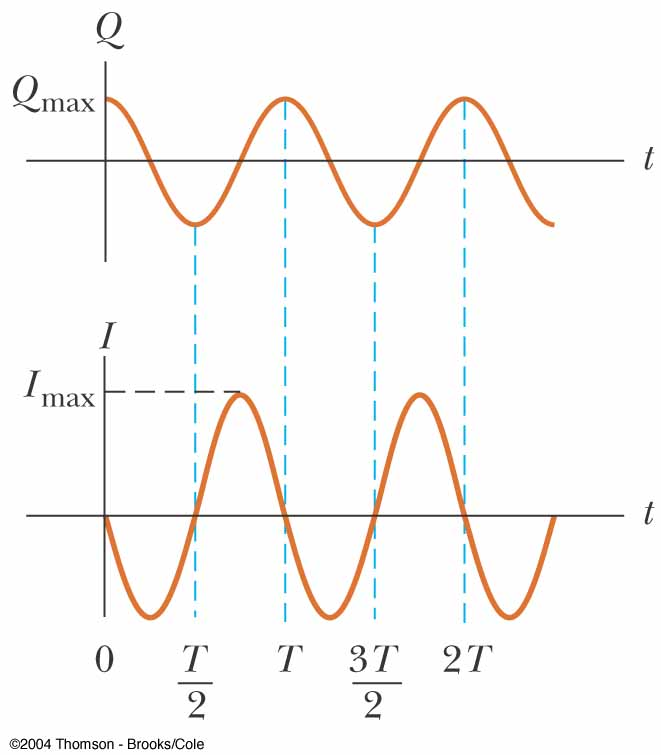 Q
Qmax
t
I
Imax
t
0 T/2 T 3T/2 2T
©2004 Thomson - Brooks/Cole